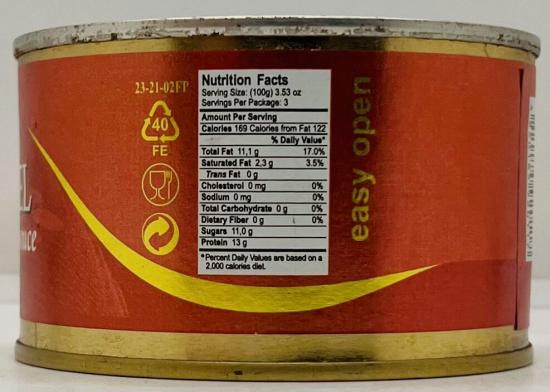 23-21-02FP
40
FE
EL
uce
Nutrition Facts
Serving Size: (100g) 3.53 oz
Servings Per Package: 3
Amount Per Serving
Calories 169 Calories from Fat 122
% Daily Value*
Total Fat 11,1 g 17.0%
Saturated Fat 2,3 g 3.5%
Trans Fat 0 g
Cholesterol 0 mg 0%
Sodium 0 mg 0%
Total Carbohydrate 0 g 0%
Dietary Fiber 0 g 0%
Sugars 11,0 g
Protein 13 g
*Percent Daily Values are based on a
2,000 calories diet.
easy open